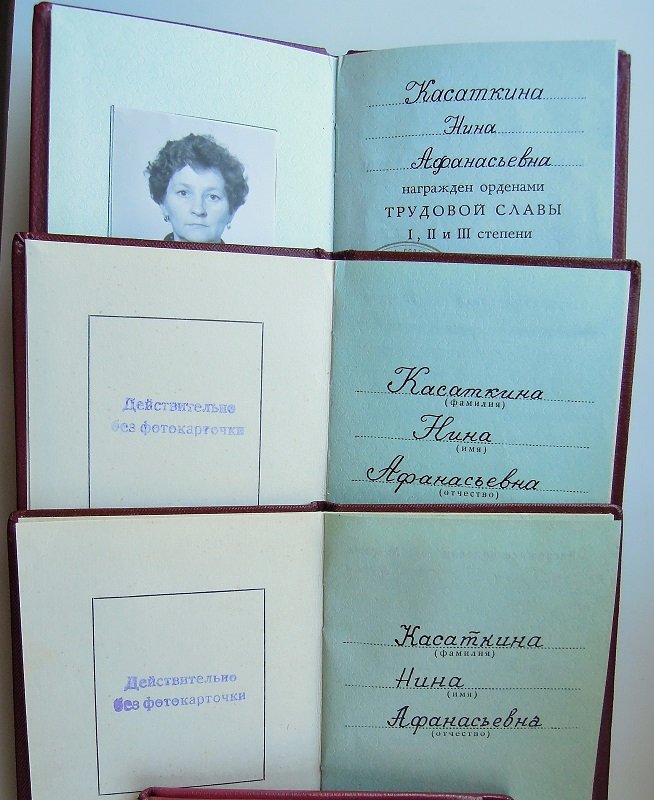 Касаткина
Нина
Афанасьевна
награжден орденами
ТРУДОВОЙ СЛАВЫ
I, II и III степени
Действительно
без фотокарточки
Касаткина
(фамилия)
Нина
(имя)
Афанасьевна
(отчество)
Действительно
без фотокарточки
Касаткина
(фамилия)
Нина
(имя)
Афанасьевна
(отчество)